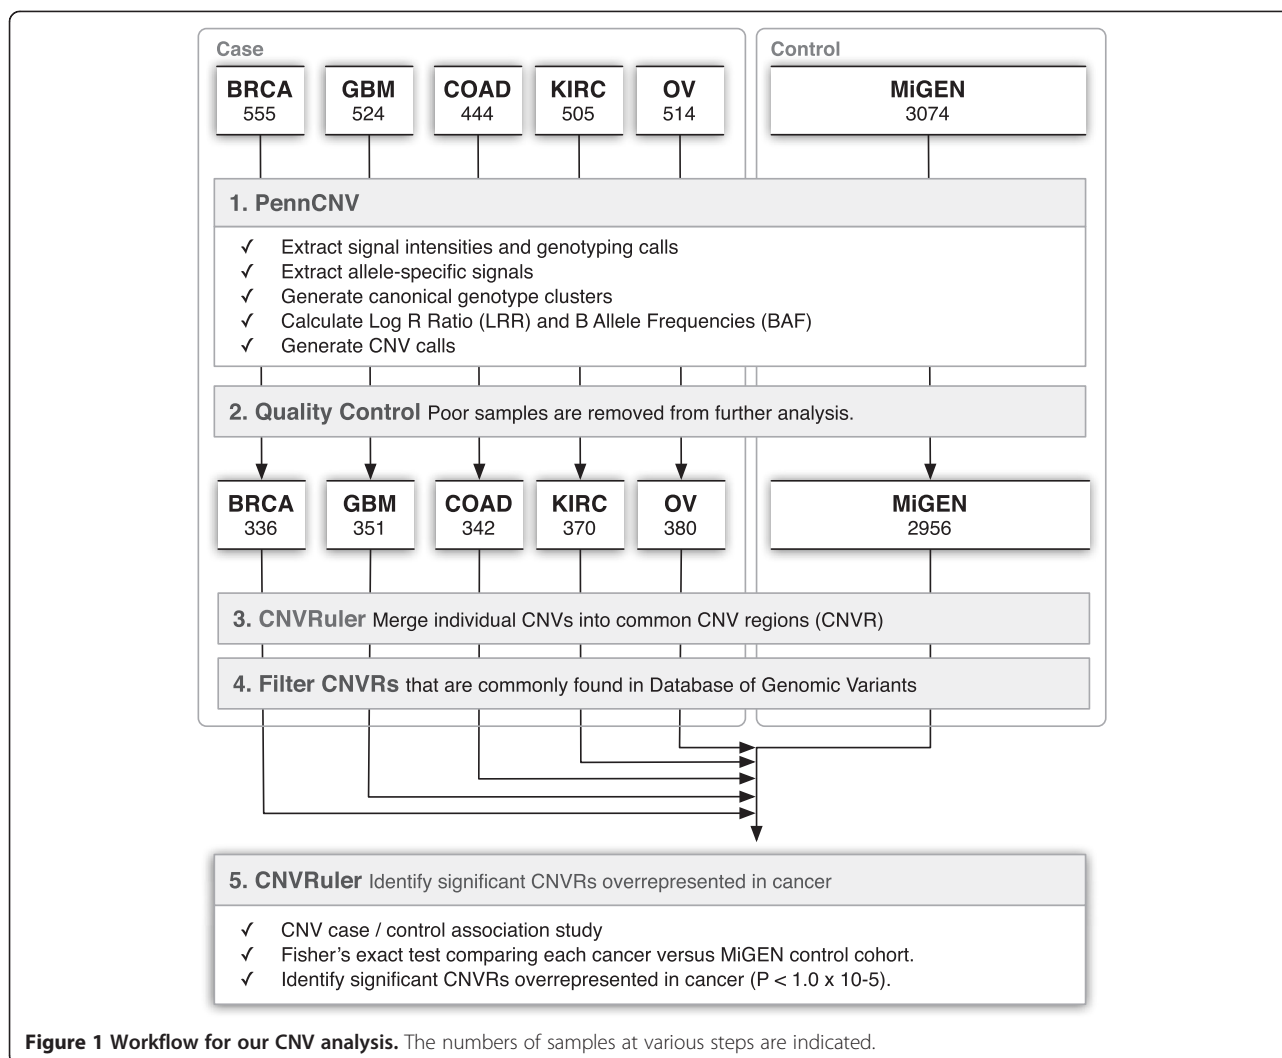 Case
Control
BRCA
555
GBM
524
COAD
444
KIRC
505
OV
514
MiGEN
3074
1. PennCNV
✓ Extract signal intensities and genotyping calls
✓ Extract allele-specific signals
✓ Generate canonical genotype clusters
✓ Calculate Log R Ratio (LRR) and B Allele Frequencies (BAF)
✓ Generate CNV calls
2. Quality Control Poor samples are removed from further analysis.
BRCA
336
GBM
351
COAD
342
KIRC
370
OV
380
MiGEN
2956
3. CNVRuler Merge individual CNVs into common CNV regions (CNVR)
4. Filter CNVRs that are commonly found in Database of Genomic Variants
5. CNVRuler Identify significant CNVRs overrepresented in cancer
✓ CNV case / control association study
✓ Fisher’s exact test comparing each cancer versus MiGEN control cohort.
✓ Identify significant CNVRs overrepresented in cancer (P < 1.0 x 10-5).
Figure 1 Workflow for our CNV analysis. The numbers of samples at various steps are indicated.